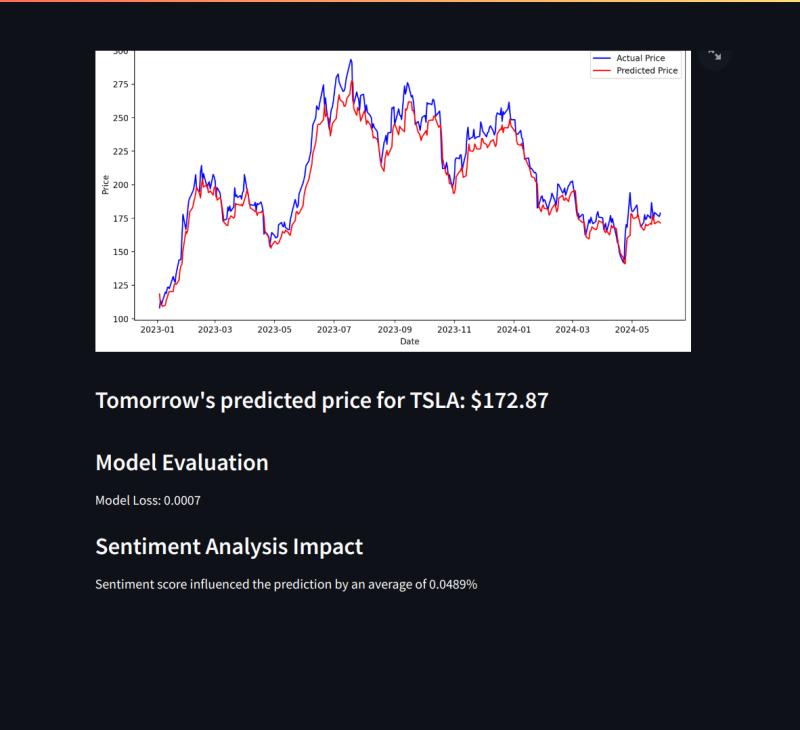 300
Actual Price
Predicted Price
275
250
225
200
175
150
125
100
Price
2023-01 2023-03 2023-05 2023-07 2023-09 2023-11 2024-01 2024-03 2024-05
Date
Tomorrow's predicted price for TSLA: $172.87
Model Evaluation
Model Loss: 0.0007
Sentiment Analysis Impact
Sentiment score influenced the prediction by an average of 0.0489%